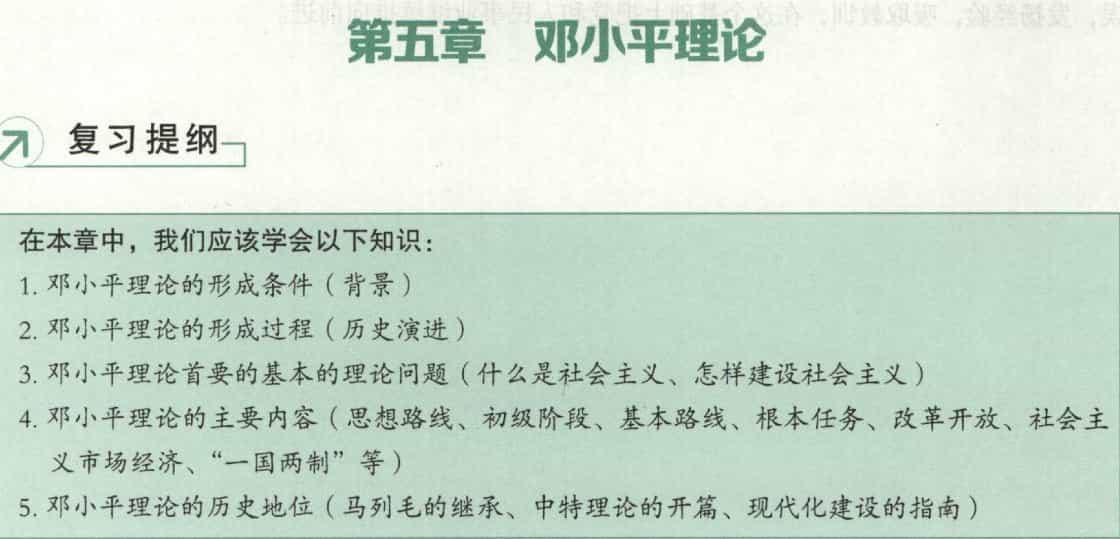 第五章 邓小平理论
复习提纲
在本章中，我们应该学会以下知识：
1. 邓小平理论的形成条件（背景）
2. 邓小平理论的形成过程（历史演进）
3. 邓小平理论首要的基本的理论问题（什么是社会主义、怎样建设社会主义）
4. 邓小平理论的主要内容（思想路线、初级阶段、基本路线、根本任务、改革开放、社会主
义市场经济、“一国两制”等）
5. 邓小平理论的历史地位（马列毛的继承、中特理论的开篇、现代化建设的指南）